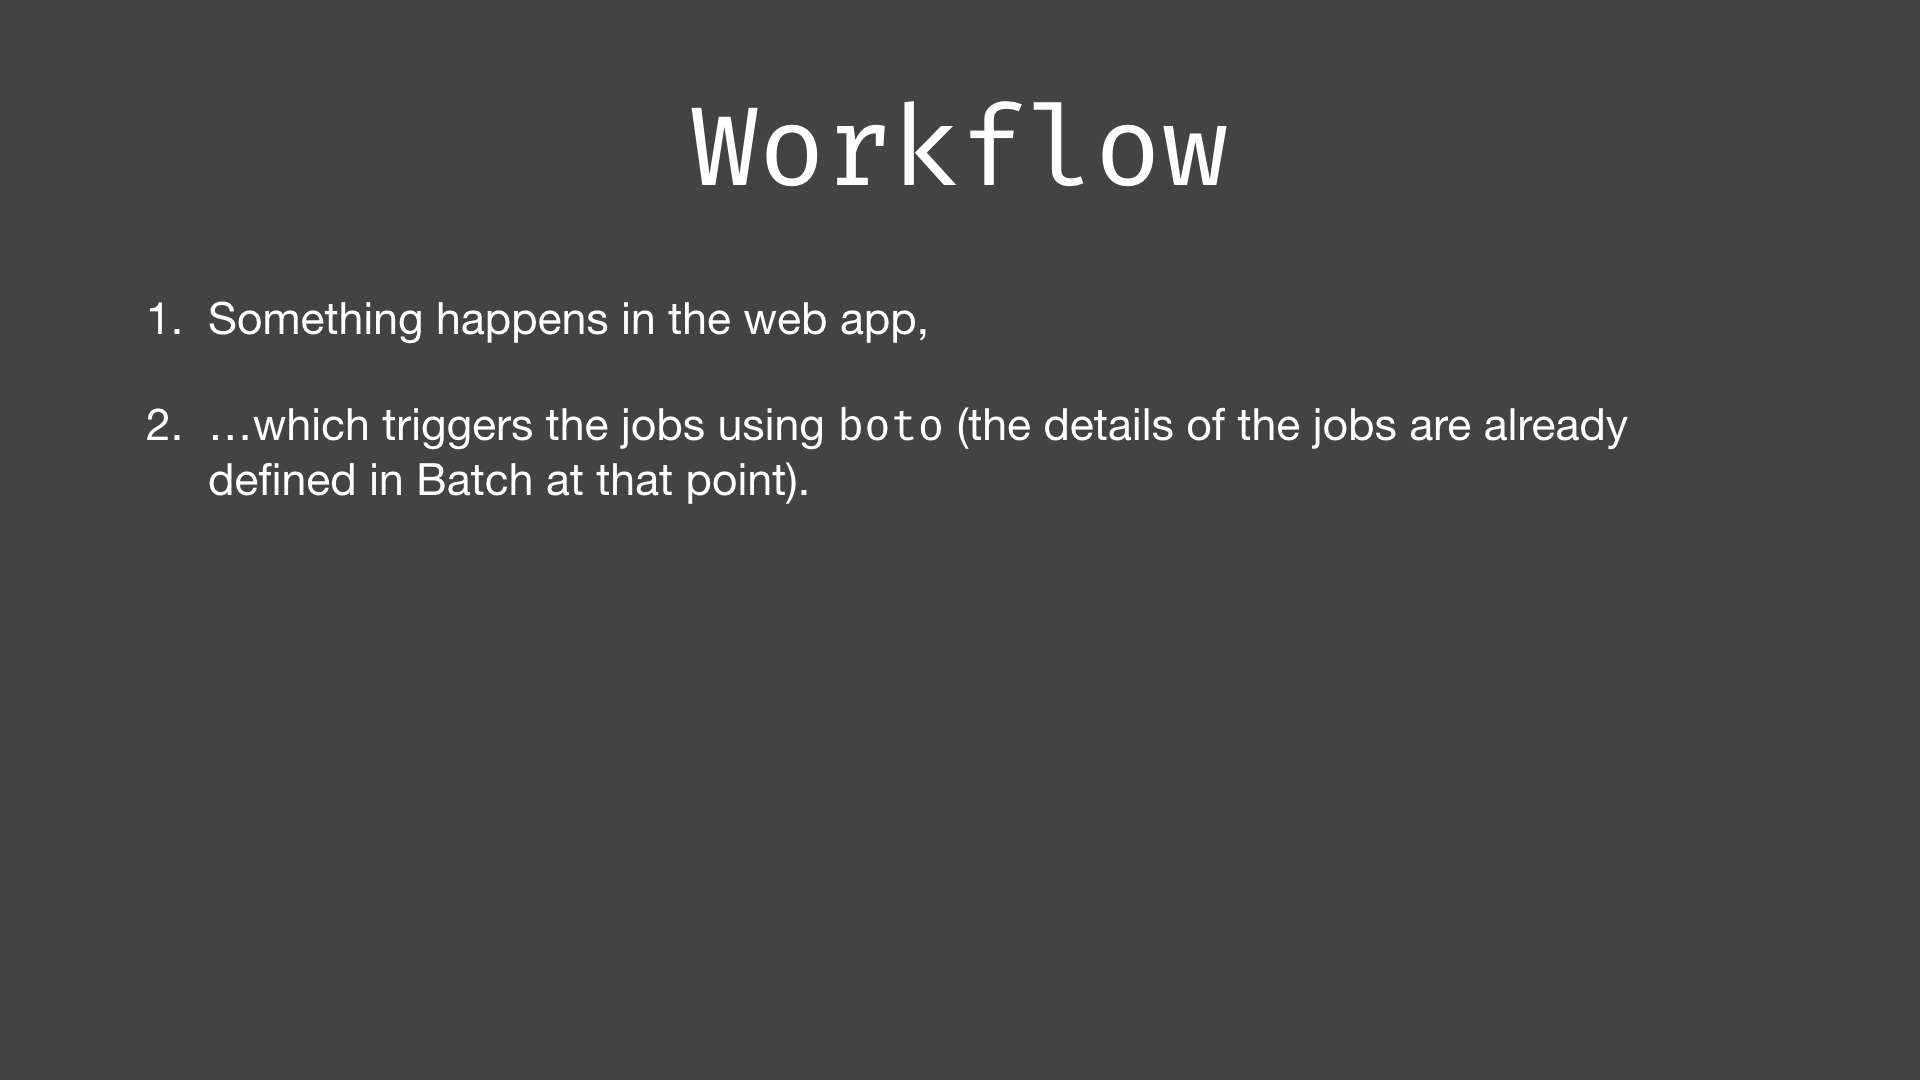 Workflow
1. Something happens in the web app,
2. …which triggers the jobs using boto (the details of the jobs are already
defined in Batch at that point).